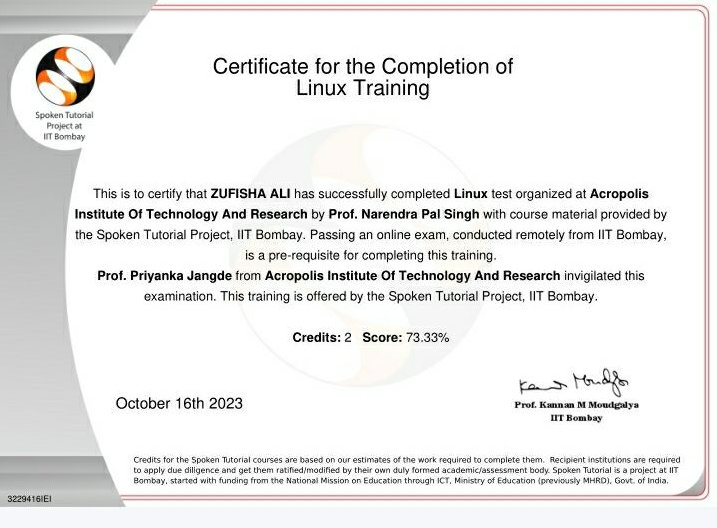 Spoken Tutorial
Project at
IIT Bombay
Certificate for the Completion of
Linux Training
This is to certify that ZUFISHA ALI has successfully completed Linux test organized at Acropolis
Institute Of Technology And Research by Prof. Narendra Pal Singh with course material provided by
the Spoken Tutorial Project, IIT Bombay. Passing an online exam, conducted remotely from IIT Bombay,
is a pre-requisite for completing this training.
Prof. Priyanka Jangde from Acropolis Institute Of Technology And Research invigilated this
examination. This training is offered by the Spoken Tutorial Project, IIT Bombay.
Credits: 2 Score: 73.33%
October 16th 2023
Prof. Kannan M Moudgalya
IIT Bombay
Credits for the Spoken Tutorial courses are based on our estimates of the work required to complete them. Recipient institutions are required
to apply due diligence and get them ratified/modified by their own duly formed academic/assessment body. Spoken Tutorial is a project at IIT
Bombay, started with funding from the National Mission on Education through ICT, Ministry of Education (previously MHRD), Govt. of India.
3229416IEI